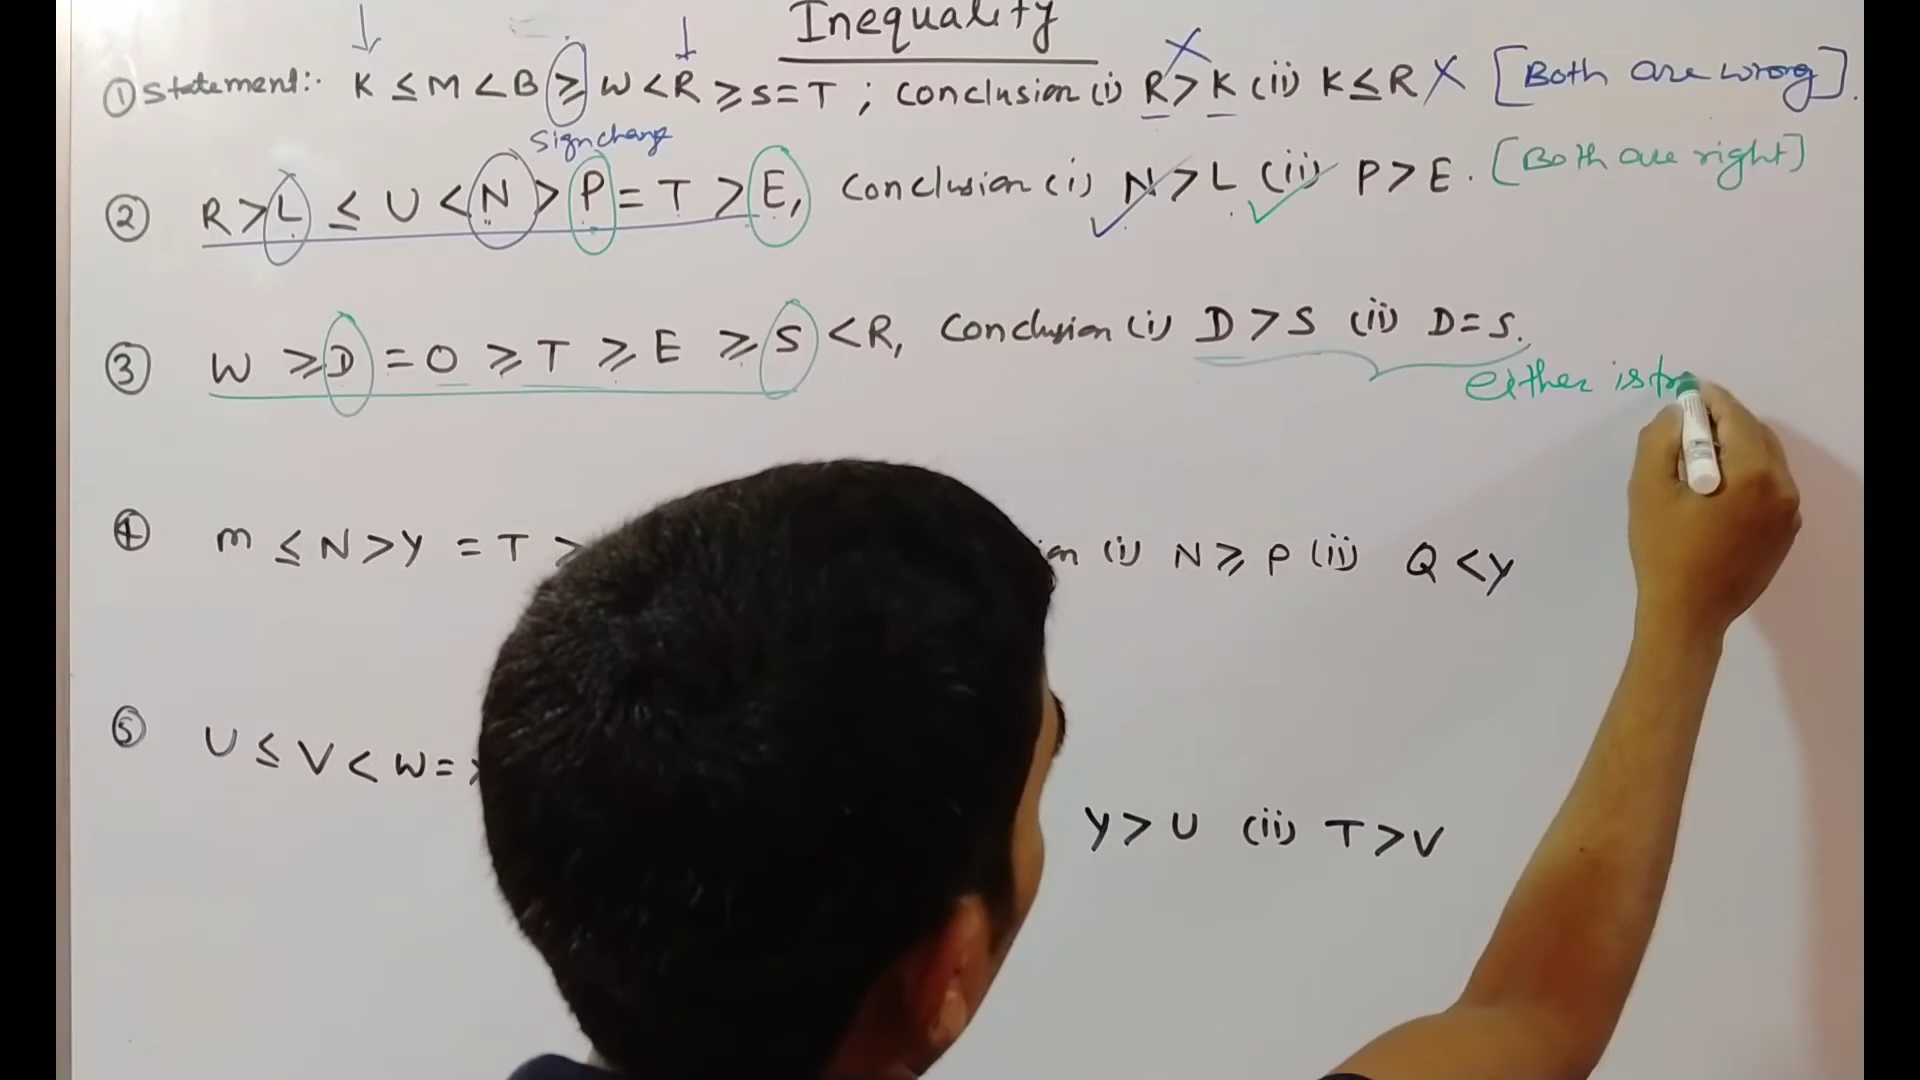 Inequality
① Statement:- K ≤ M < B ≥ W < R ≥ S = T ; Conclusion (i) R > K (ii) K ≤ R X [Both are wrong].
Sign change
② R > L ≤ U < N > P = T > E, Conclusion (i) N > L (ii) P > E. [Both are right]
③ W ≥ D = O ≥ T ≥ E ≥ S < R, Conclusion (i) D > S (ii) D = S.
either is
④ M ≤ N > Y = T > (i) N ≥ P (ii) Q < Y
⑤ U ≤ V < W =
Y > U (ii) T > V